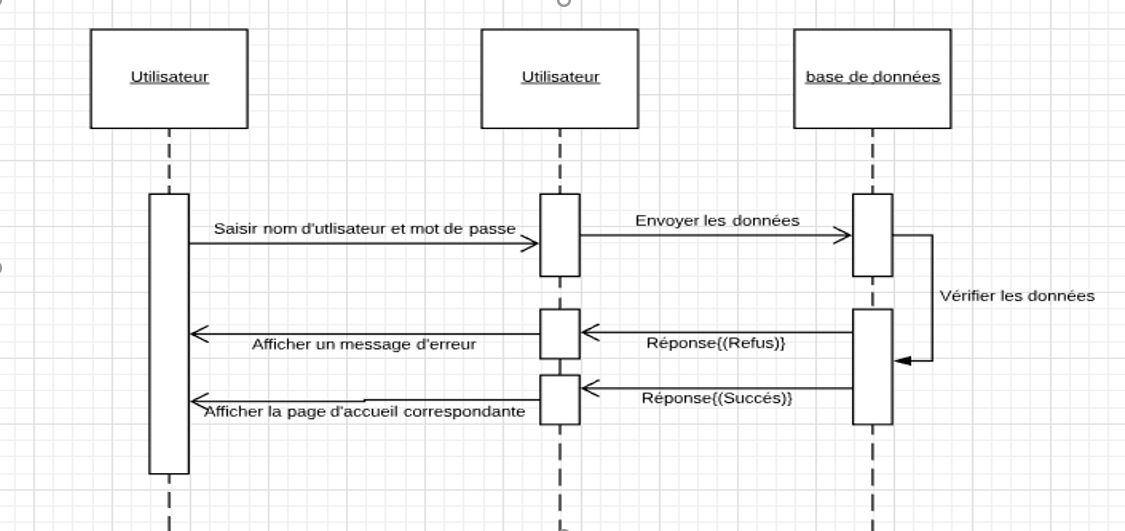 Utilisateur
Utilisateur
base de données
Saisir nom d'utlisateur et mot de passe
Envoyer les données
Vérifier les données
Afficher un message d'erreur
Réponse{(Refus)}
Afficher la page d'accueil correspondante
Réponse{(Succés)}